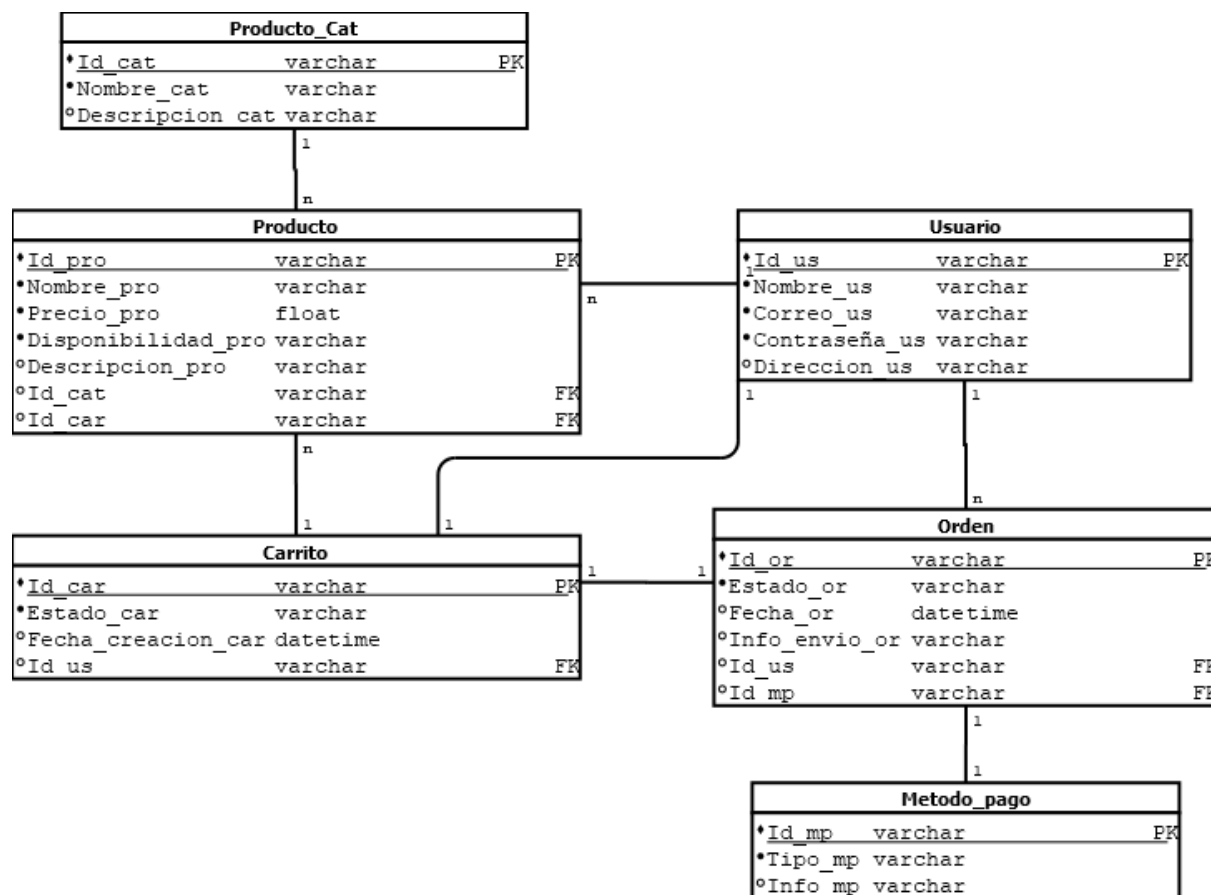 Producto_Cat
Id_cat varchar PK
Nombre_cat varchar
Descripcion_cat varchar
1
n
Producto
Id_pro varchar PK
Nombre_pro varchar
Precio_pro float
Disponibilidad_pro varchar
Descripcion_pro varchar
Id_cat varchar FK
Id_car varchar FK
n
1
Usuario
Id_us varchar PK
Nombre_us varchar
Correo_us varchar
Contraseña_us varchar
Direccion_us varchar
1
1
n
1
1
n
Carrito
Id_car varchar PK
Estado_car varchar
Fecha_creacion_car datetime
Id_us varchar FK
1
1
Orden
Id_or varchar PK
Estado_or varchar
Fecha_or datetime
Info_envio_or varchar
Id_us varchar FK
Id_mp varchar FK
1
1
Metodo_pago
Id_mp varchar PK
Tipo_mp varchar
Info_mp varchar